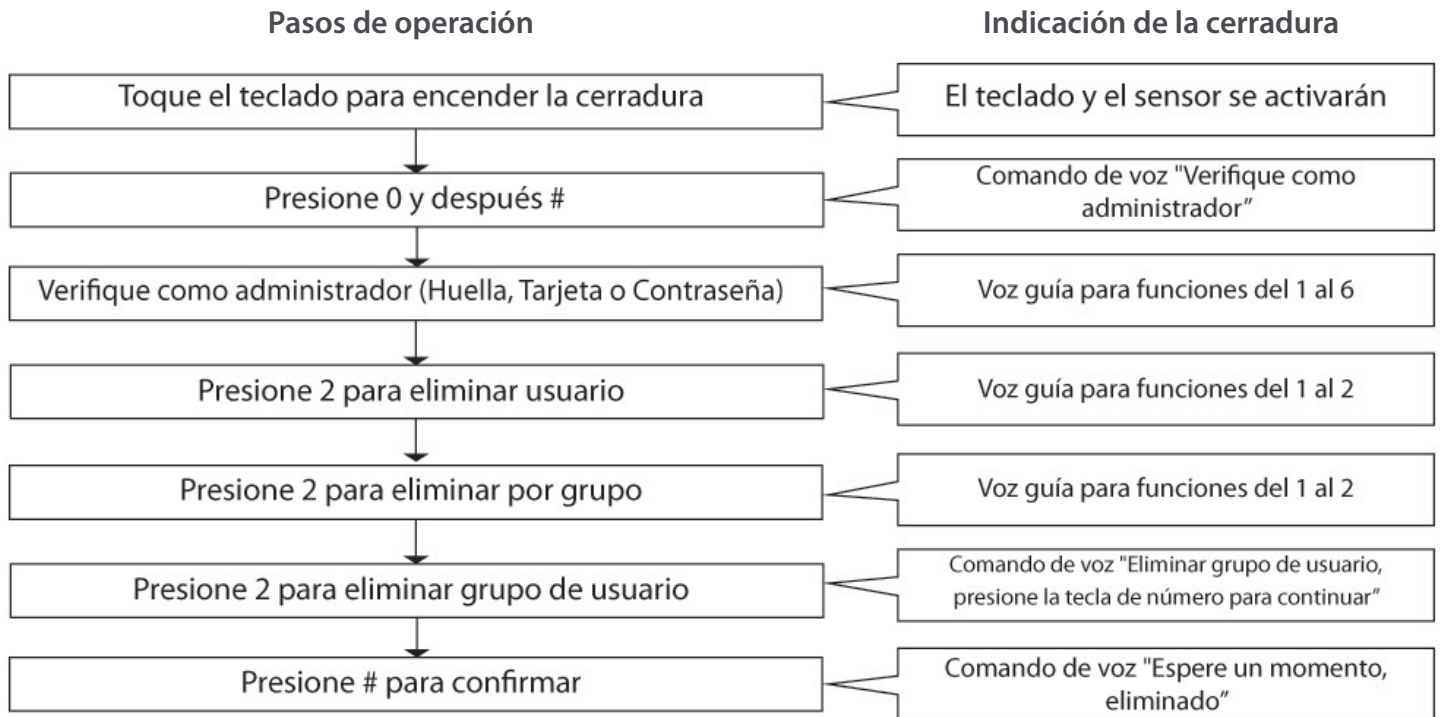 Pasos de operación
Indicación de la cerradura
Toque el teclado para encender la cerradura
El teclado y el sensor se activarán
Presione 0 y después #
Comando de voz "Verifique como
administrador”
Verifique como administrador (Huella, Tarjeta o Contraseña)
Voz guía para funciones del 1 al 6
Presione 2 para eliminar usuario
Voz guía para funciones del 1 al 2
Presione 2 para eliminar por grupo
Voz guía para funciones del 1 al 2
Presione 2 para eliminar grupo de usuario
Comando de voz "Eliminar grupo de usuario,
presione la tecla de número para continuar”
Presione # para confirmar
Comando de voz "Espere un momento,
eliminado”